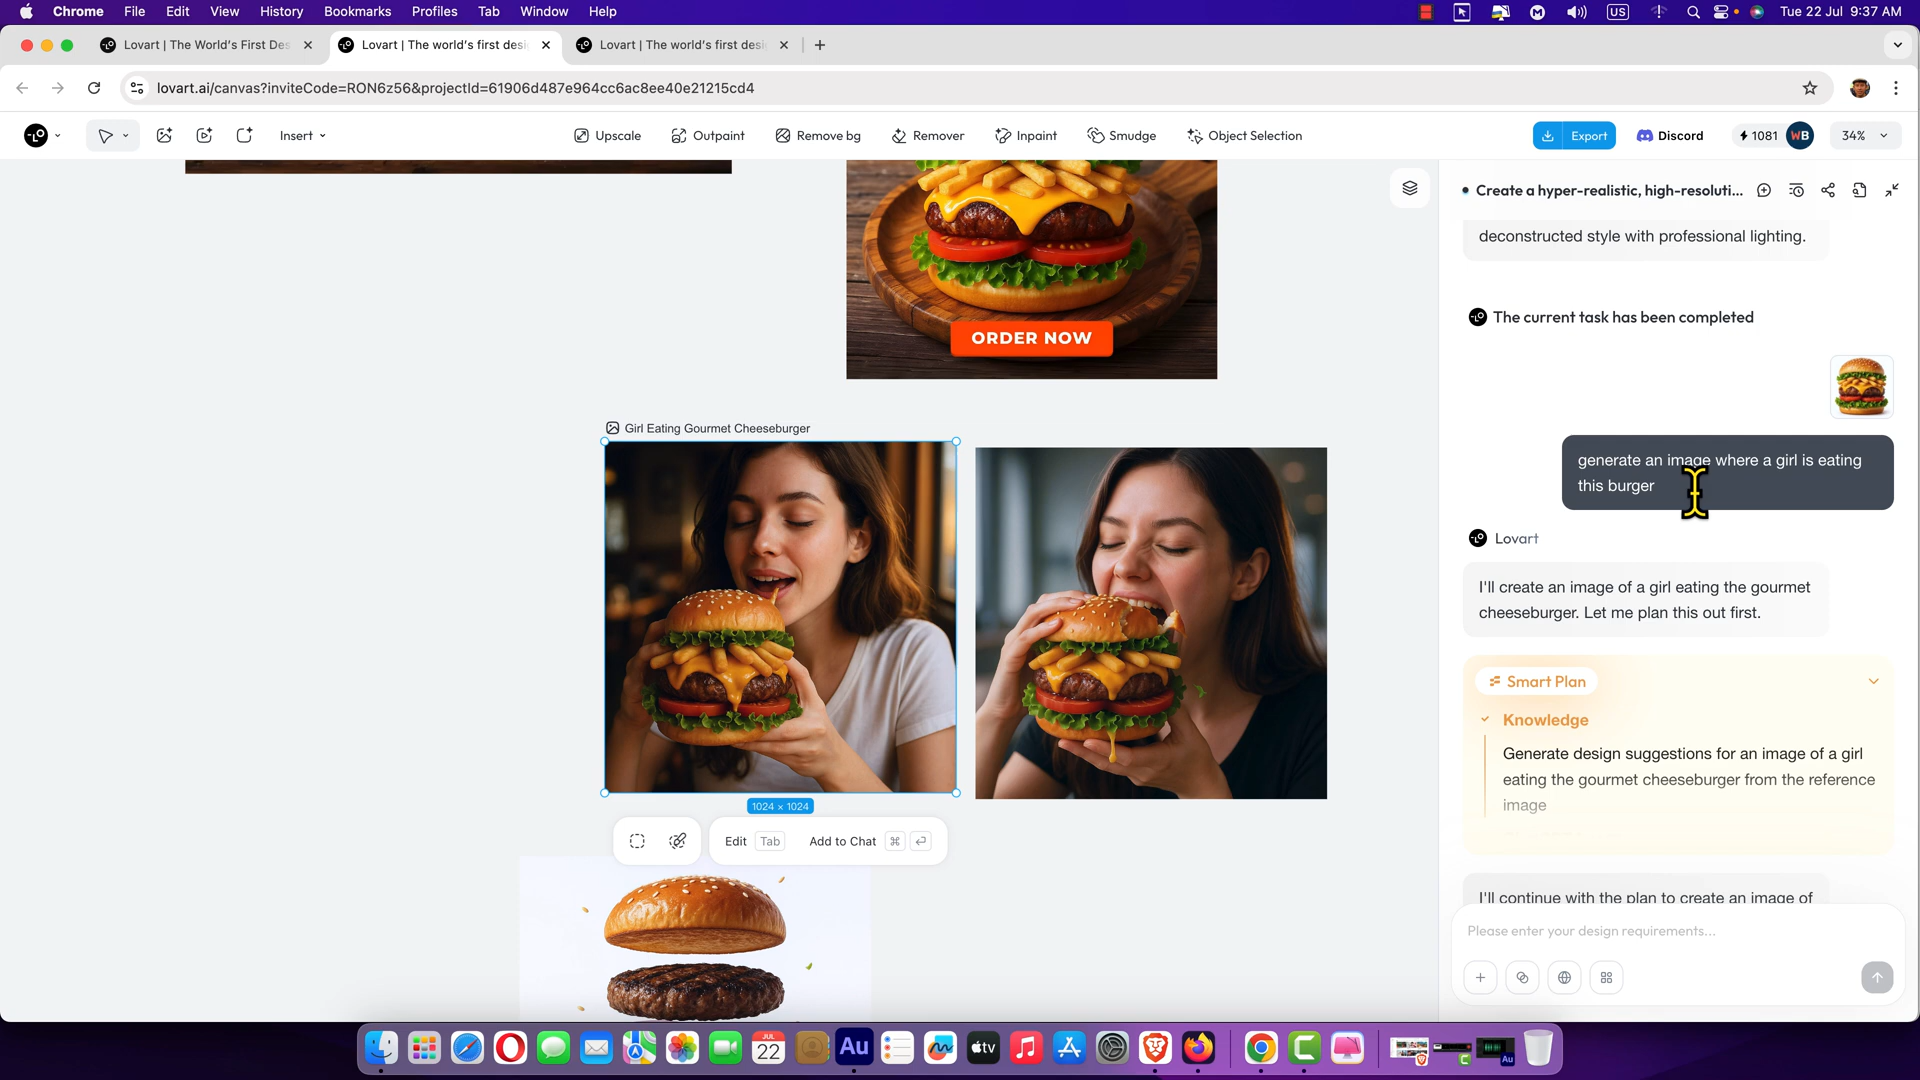 Chrome File Edit View History Bookmarks Profiles Tab Window Help
US Tue 22 Jul 9:37 AM
Lovart | The World's First Des
Lovart | The world's first desi
Lovart | The world's first desi
lovart.ai/canvas?inviteCode=RON6z56&projectId=61906d487e964cc6ac8ee40e21215cd4
Insert
Upscale Outpaint Remove bg Remover Inpaint Smudge Object Selection
Export Discord 1081 WB 34%
ORDER NOW
Girl Eating Gourmet Cheeseburger
1024 × 1024
Edit Tab Add to Chat ⌘
Create a hyper-realistic, high-resoluti...
deconstructed style with professional lighting.
The current task has been completed
generate an image where a girl is eating
this burger
Lovart
I'll create an image of a girl eating the gourmet
cheeseburger. Let me plan this out first.
Smart Plan
Knowledge
Generate design suggestions for an image of a girl
eating the gourmet cheeseburger from the reference
image
I'll continue with the plan to create an image of
Please enter your design requirements...
JUL
22
Au
tv